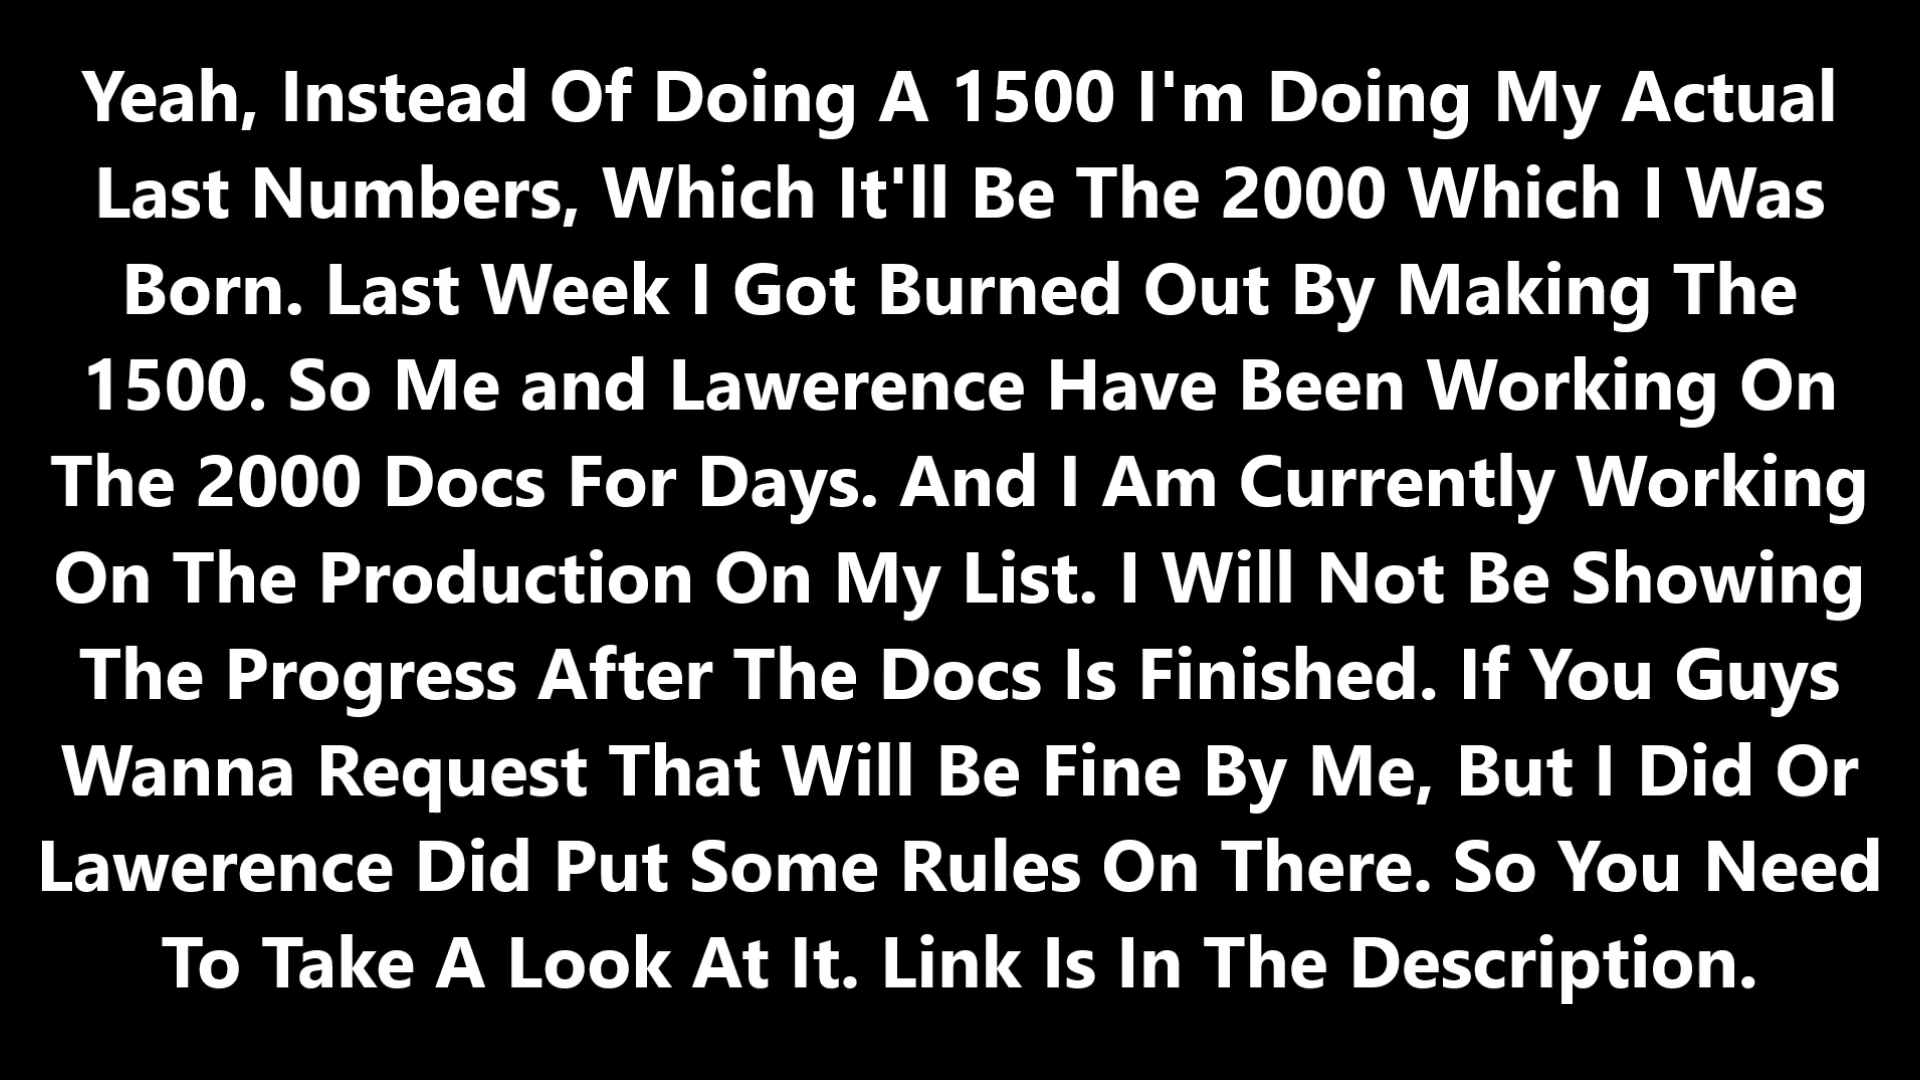 Yeah, Instead Of Doing A 1500 I'm Doing My Actual
Last Numbers, Which It'll Be The 2000 Which I Was
Born. Last Week I Got Burned Out By Making The
1500. So Me and Lawerence Have Been Working On
The 2000 Docs For Days. And I Am Currently Working
On The Production On My List. I Will Not Be Showing
The Progress After The Docs Is Finished. If You Guys
Wanna Request That Will Be Fine By Me, But I Did Or
Lawerence Did Put Some Rules On There. So You Need
To Take A Look At It. Link Is In The Description.